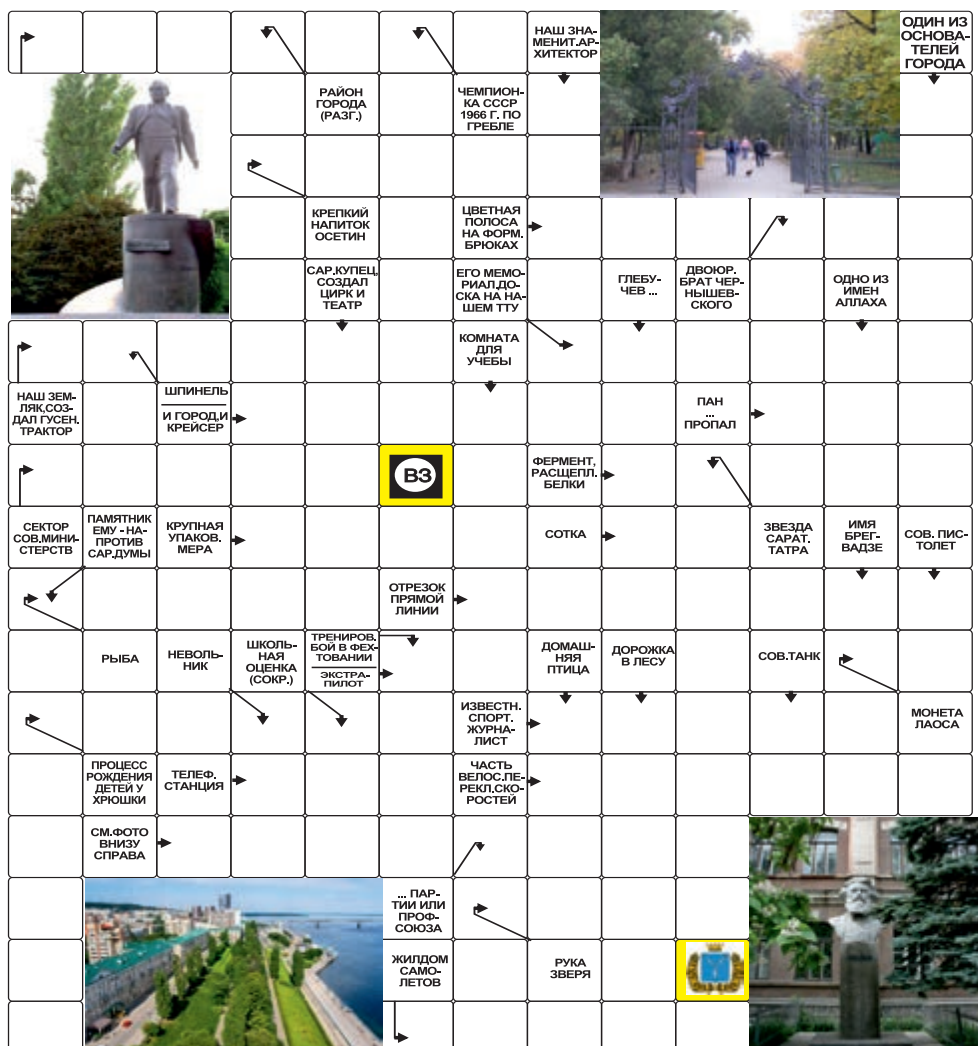 НАШ ЗНА-
МЕНИТ.АР-
ХИТЕКТОР
ОДИН ИЗ
ОСНОВА-
ТЕЛЕЙ
ГОРОДА
РАЙОН
ГОРОДА
(РАЗГ.)
ЧЕМПИОН-
КА СССР
1966 Г. ПО
ГРЕБЛЕ
КРЕПКИЙ
НАПИТОК
ОСЕТИН
ЦВЕТНАЯ
ПОЛОСА
НА ФОРМ.
БРЮКАХ
САР.КУПЕЦ,
СОЗДАЛ
ЦИРК И
ТЕАТР
ЕГО МЕМО-
РИАЛ.ДО-
СКА НА НА-
ШЕМ ТТУ
ГЛЕБУ-
ЧЕВ ...
ДВОЮР.
БРАТ ЧЕР-
НЫШЕВ-
СКОГО
ОДНО ИЗ
ИМЕН
АЛЛАХА
КОМНАТА
ДЛЯ
УЧЕБЫ
НАШ ЗЕМ-
ЛЯК,СОЗ-
ДАЛ ГУСЕН.
ТРАКТОР
ШПИНЕЛЬ
И ГОРОД,И
КРЕЙСЕР
ПАН
...
ПРОПАЛ
ВЗ
ФЕРМЕНТ,
РАСЩЕПЛ.
БЕЛКИ
СЕКТОР
СОВ.МИНИ-
СТЕРСТВ
ПАМЯТНИК
ЕМУ - НА-
ПРОТИВ
САР.ДУМЫ
КРУПНАЯ
УПАКОВ.
МЕРА
СОТКА
ЗВЕЗДА
САРАТ.
ТАТРА
ИМЯ
БРЕГ-
ВАДЗЕ
СОВ. ПИС-
ТОЛЕТ
ОТРЕЗОК
ПРЯМОЙ
ЛИНИИ
РЫБА
НЕВОЛЬ-
НИК
ШКОЛЬ-
НАЯ
ОЦЕНКА
(СОКР.)
ТРЕНИРОВ.
БОЙ В ФЕХ-
ТОВАНИИ
ЭКСТРА-
ПИЛОТ
ДОМАШ-
НЯЯ
ПТИЦА
ДОРОЖКА
В ЛЕСУ
СОВ.ТАНК
ИЗВЕСТН.
СПОРТ.
ЖУРНА-
ЛИСТ
МОНЕТА
ЛАОСА
ПРОЦЕСС
РОЖДЕНИЯ
ДЕТЕЙ У
ХРЮШКИ
ТЕЛЕФ.
СТАНЦИЯ
ЧАСТЬ
ВЕЛОС.ПЕ-
РЕКЛ.СКО-
РОСТЕЙ
СМ.ФОТО
ВНИЗУ
СПРАВА
... ПАР-
ТИИ ИЛИ
ПРОФ-
СОЮЗА
ЖИЛДОМ
САМО-
ЛЕТОВ
РУКА
ЗВЕРЯ